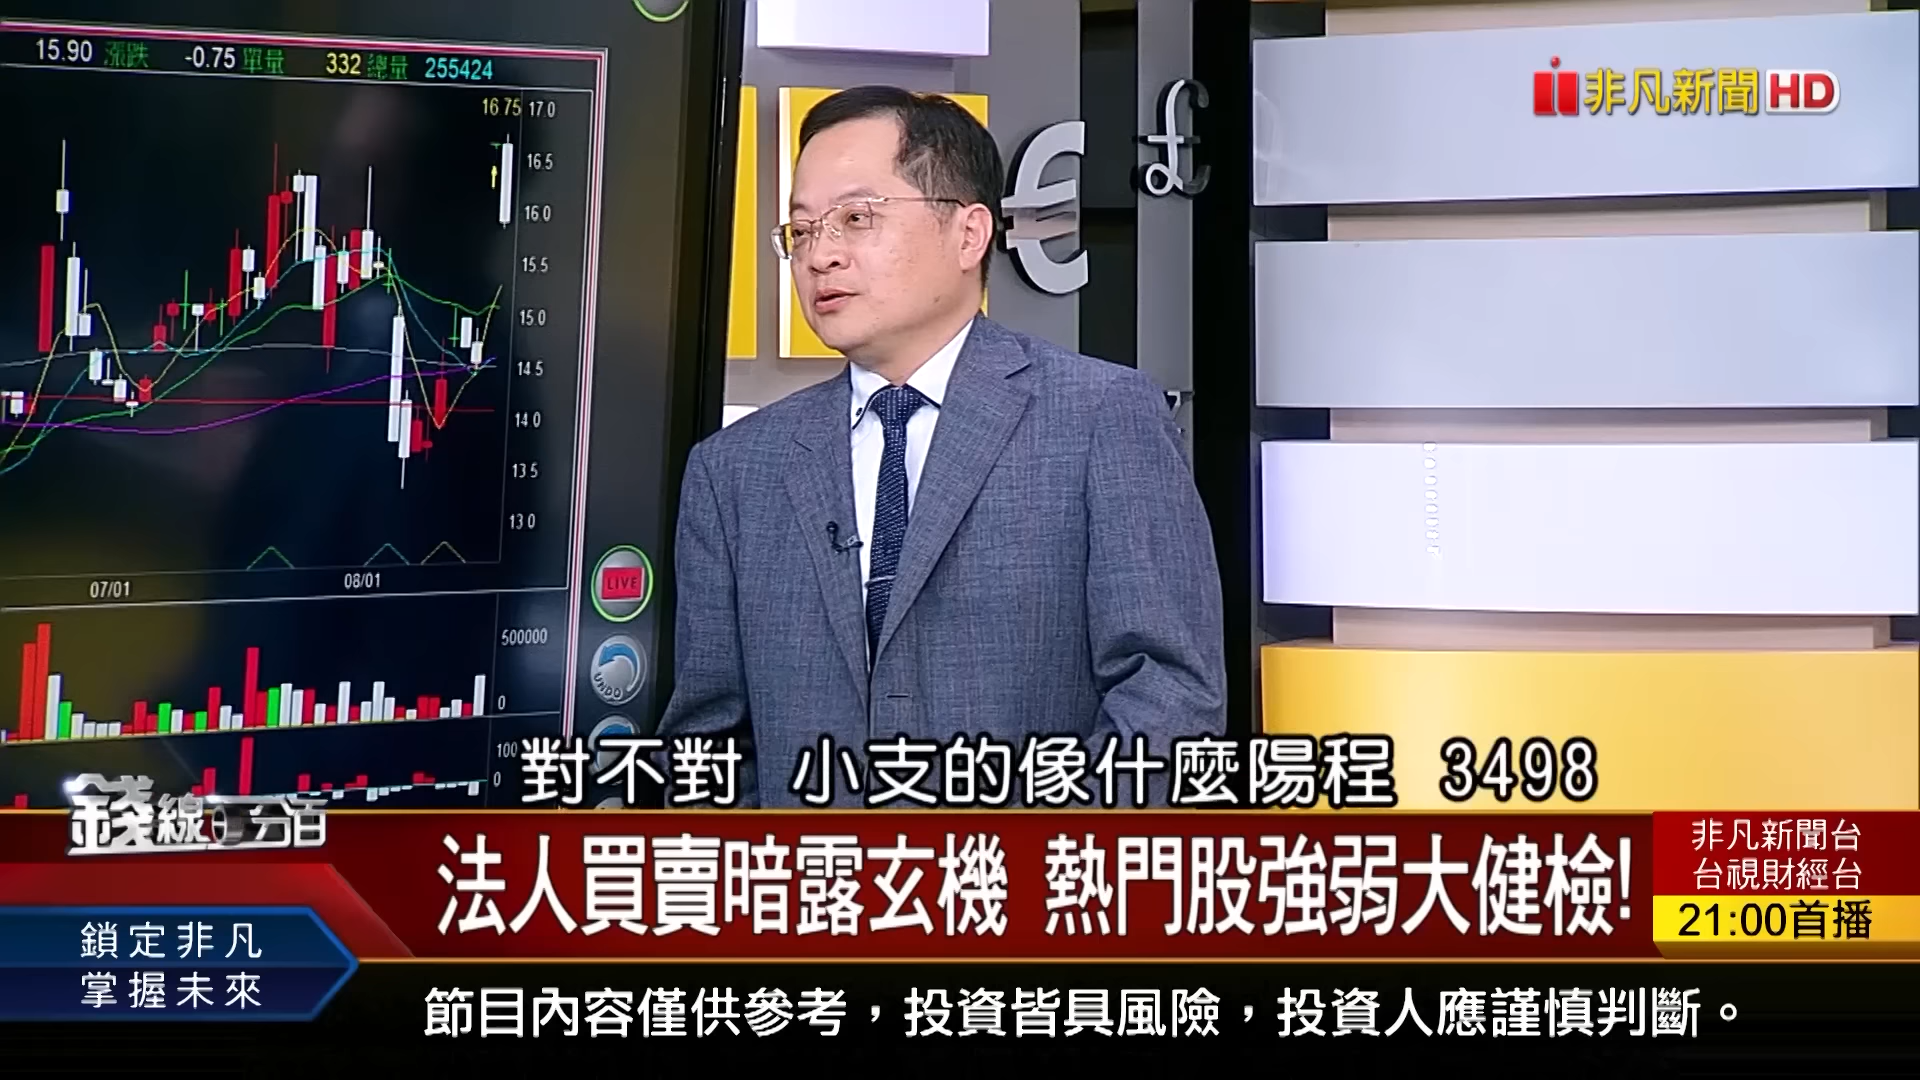 15.90 漲跌 -0.75 單量 332 總量 255424
16.75 17.0
16.5
16.0
15.5
15.0
14.5
14.0
13.5
13.0
07/01 08/01
500000
0
100
0
LIVE
UNDO
€ £
非凡新聞HD
對不對 小支的像什麼陽程 3498
錢線百分百
法人買賣暗露玄機 熱門股強弱大健檢!
非凡新聞台
台視財經台
21:00首播
鎖定非凡
掌握未來
節目內容僅供參考，投資皆具風險，投資人應謹慎判斷。